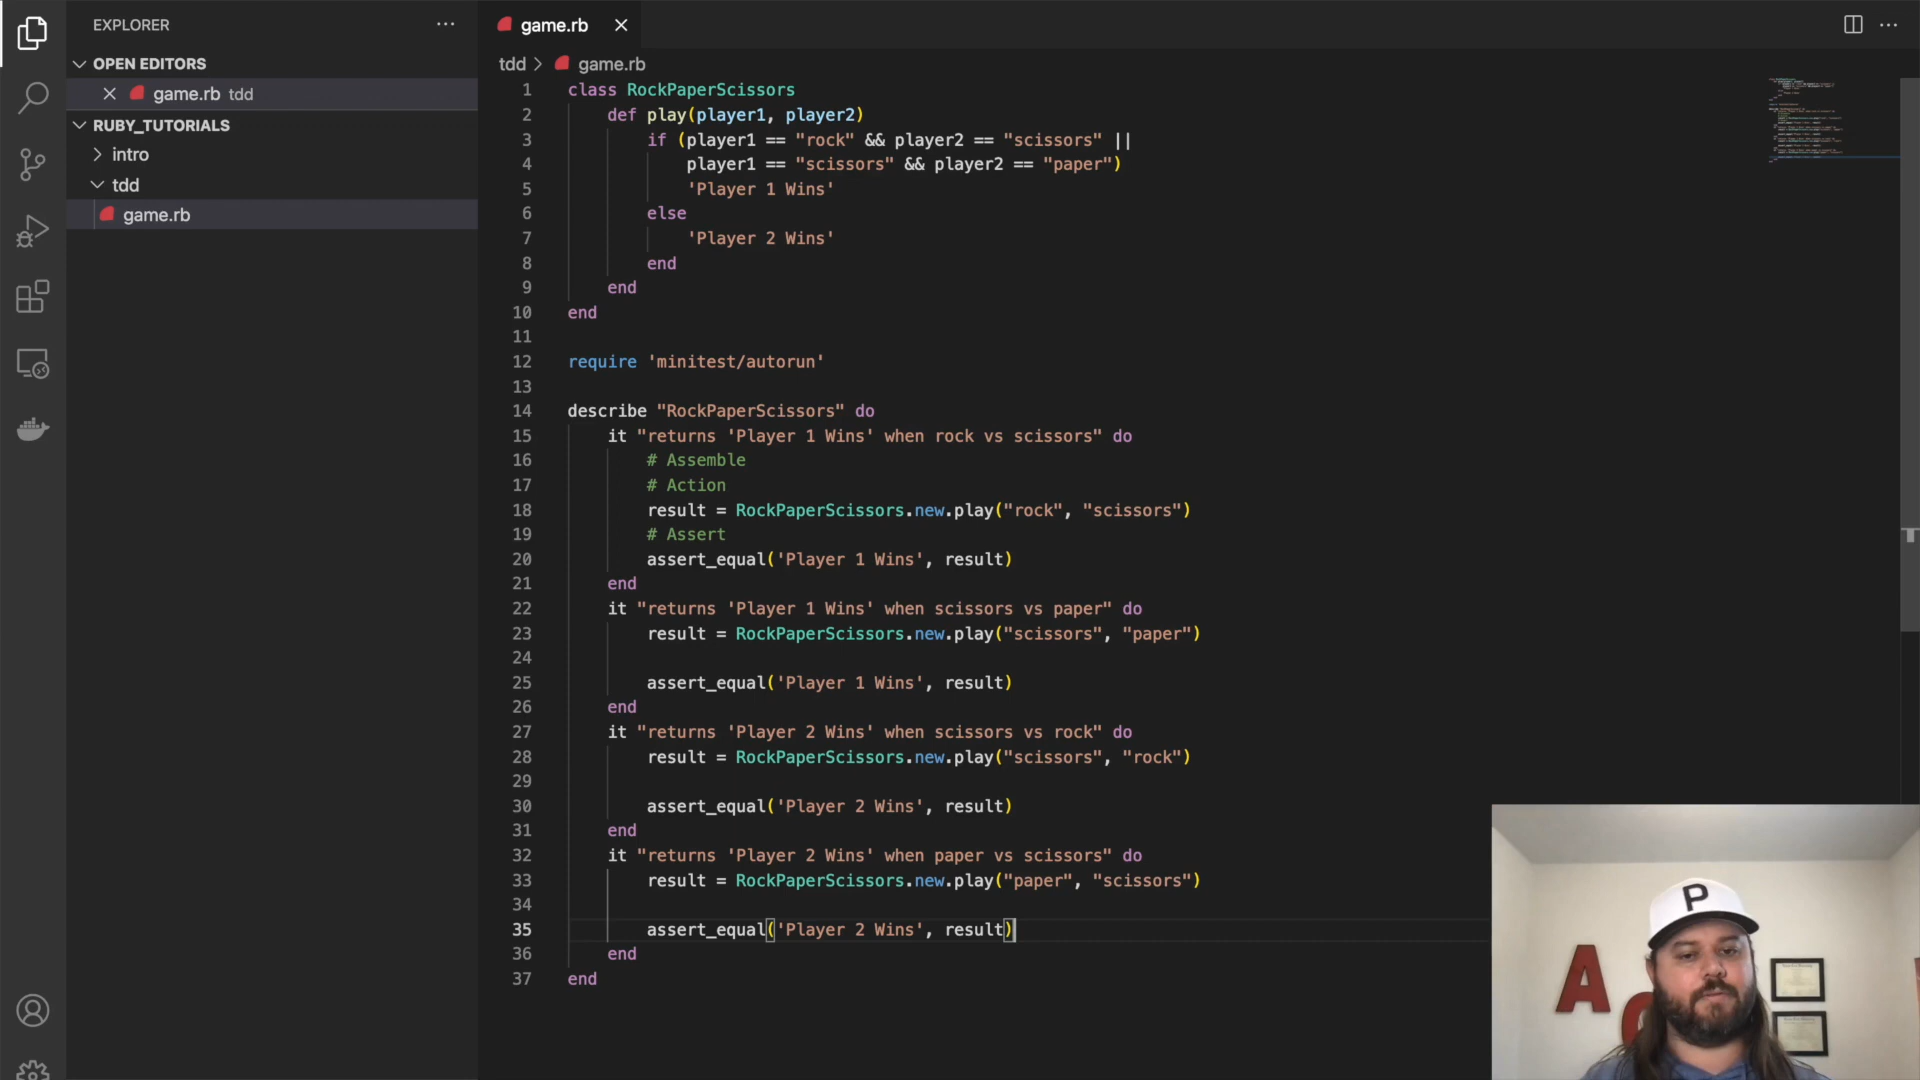 EXPLORER
OPEN EDITORS
game.rb tdd
RUBY_TUTORIALS
intro
tdd
game.rb
game.rb
tdd > game.rb
1 class RockPaperScissors
2 def play(player1, player2)
3 if (player1 == "rock" && player2 == "scissors" ||
4 player1 == "scissors" && player2 == "paper")
5 'Player 1 Wins'
6 else
7 'Player 2 Wins'
8 end
9 end
10 end
11
12 require 'minitest/autorun'
13
14 describe "RockPaperScissors" do
15 it "returns 'Player 1 Wins' when rock vs scissors" do
16 # Assemble
17 # Action
18 result = RockPaperScissors.new.play("rock", "scissors")
19 # Assert
20 assert_equal('Player 1 Wins', result)
21 end
22 it "returns 'Player 1 Wins' when scissors vs paper" do
23 result = RockPaperScissors.new.play("scissors", "paper")
24
25 assert_equal('Player 1 Wins', result)
26 end
27 it "returns 'Player 2 Wins' when scissors vs rock" do
28 result = RockPaperScissors.new.play("scissors", "rock")
29
30 assert_equal('Player 2 Wins', result)
31 end
32 it "returns 'Player 2 Wins' when paper vs scissors" do
33 result = RockPaperScissors.new.play("paper", "scissors")
34
35 assert_equal('Player 2 Wins', result)
36 end
37 end
P
A